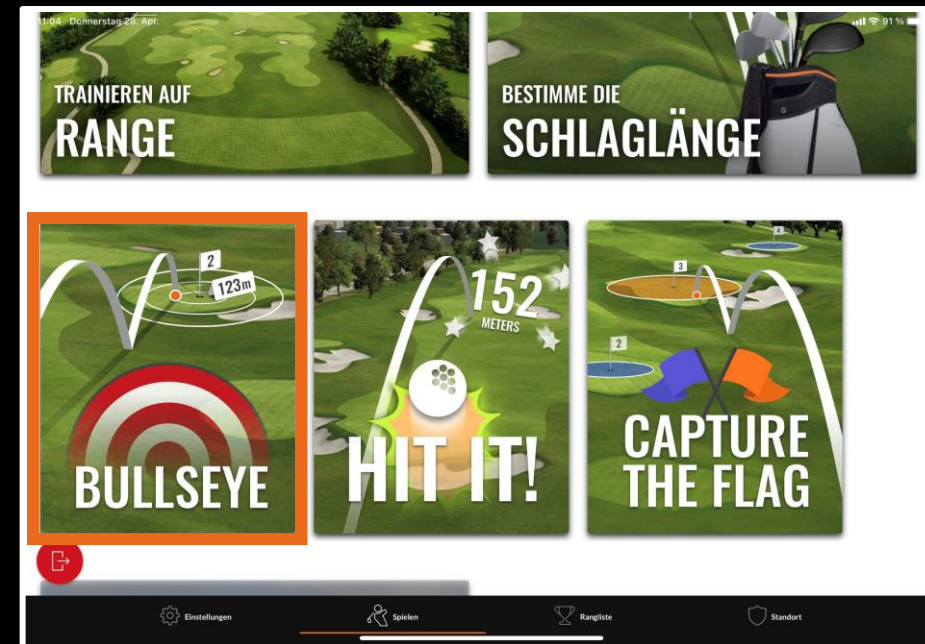 11:04 Donnerstag 28. Apr.
91 %
TRAINIEREN AUF
RANGE
BESTIMME DIE
SCHLAGLÄNGE
2
123m
BULLSEYE
152
METERS
HIT IT!
4
3
2
CAPTURE
THE FLAG
Einstellungen
Spielen
Rangliste
Standort